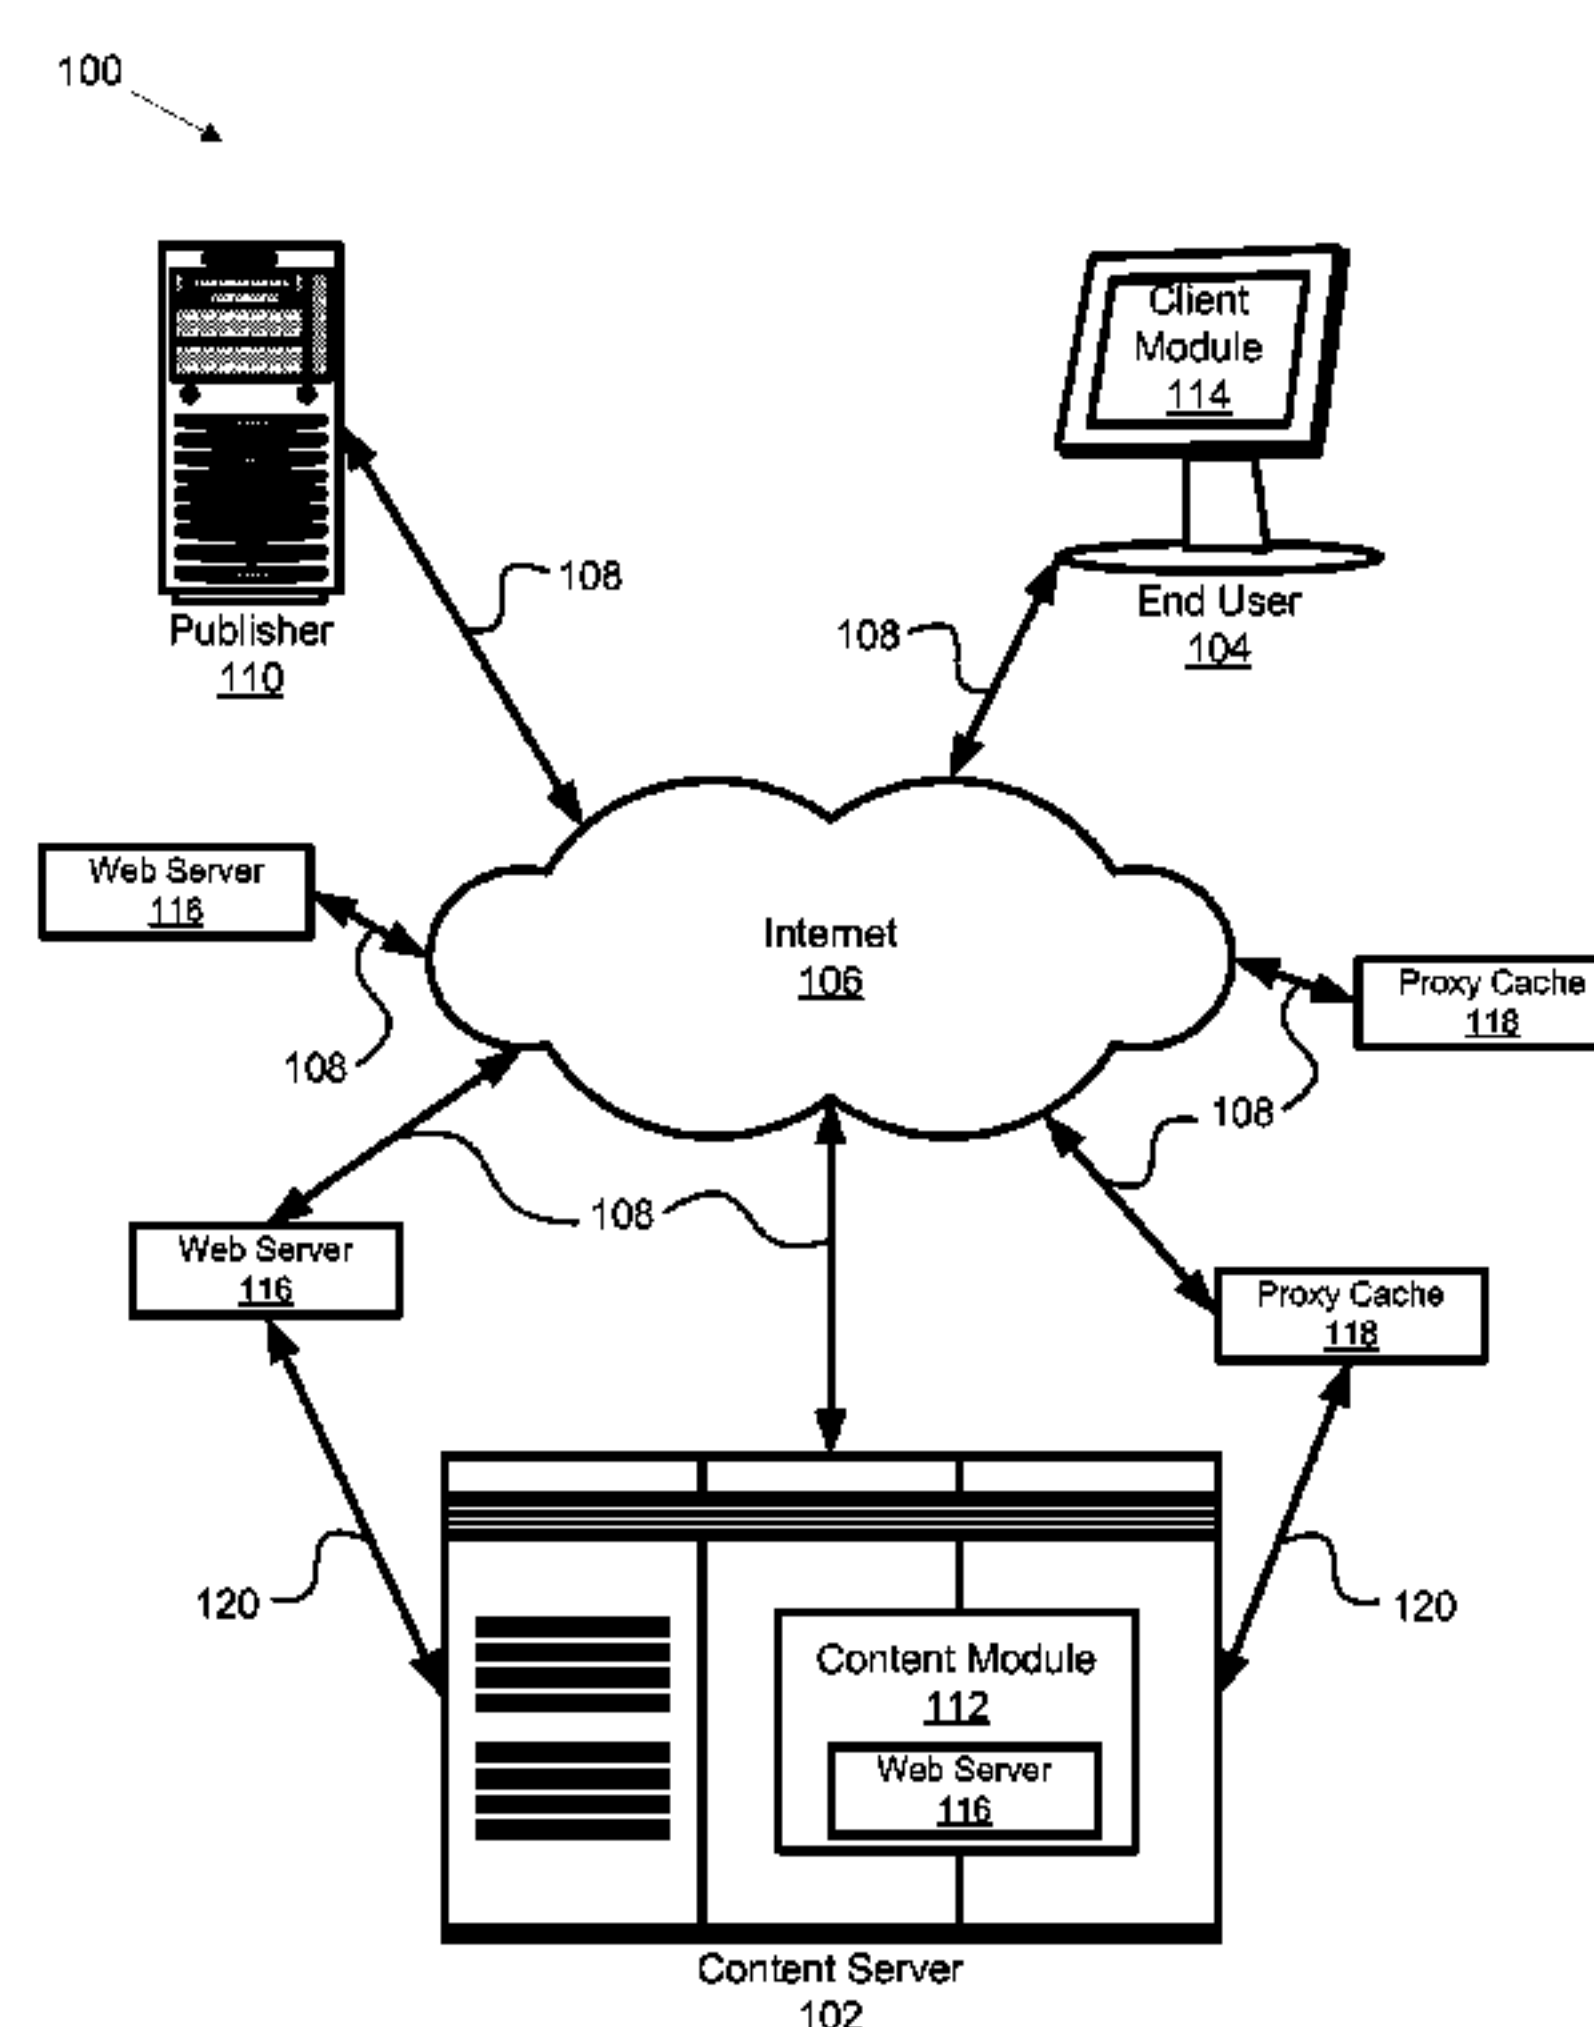 100
Client
Module
114
108
Publisher
110
End User
104
108
Web Server
116
Internet
106
Proxy Cache
118
108
108
108
Web Server
116
Proxy Cache
118
120
120
Content Module
112
Web Server
116
Content Server
102